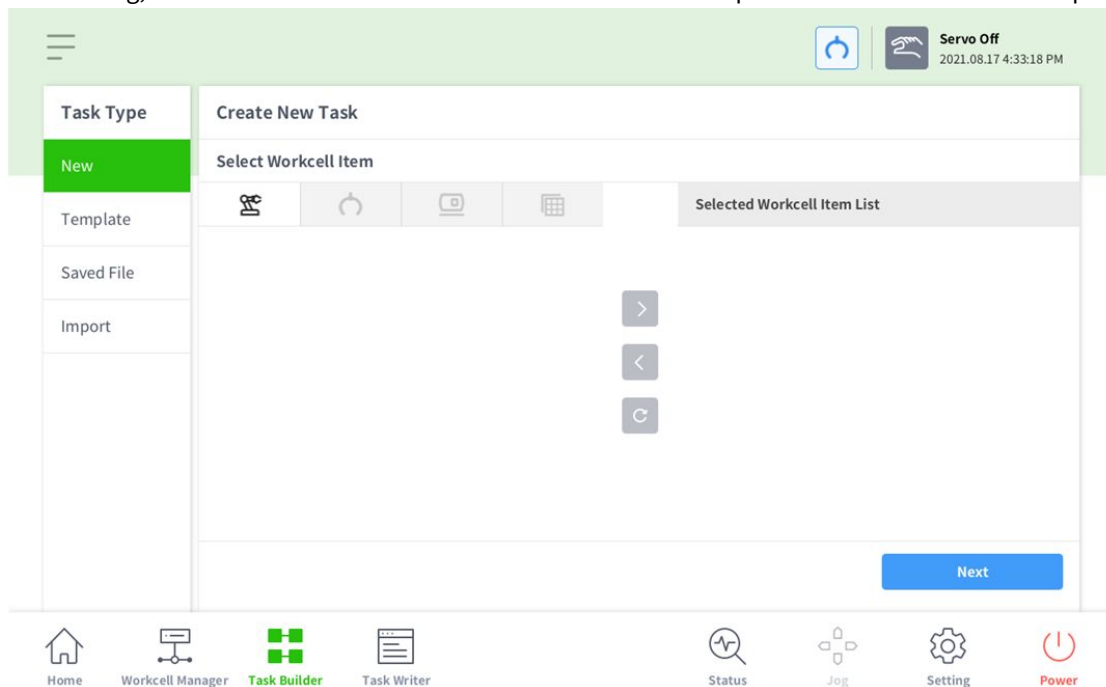 Servo Off
2021.08.17 4:33:18 PM
Task Type
Create New Task
New
Select Workcell Item
Template
Selected Workcell Item List
Saved File
Import
Next
Home
Workcell Manager
Task Builder
Task Writer
Status
Jog
Setting
Power